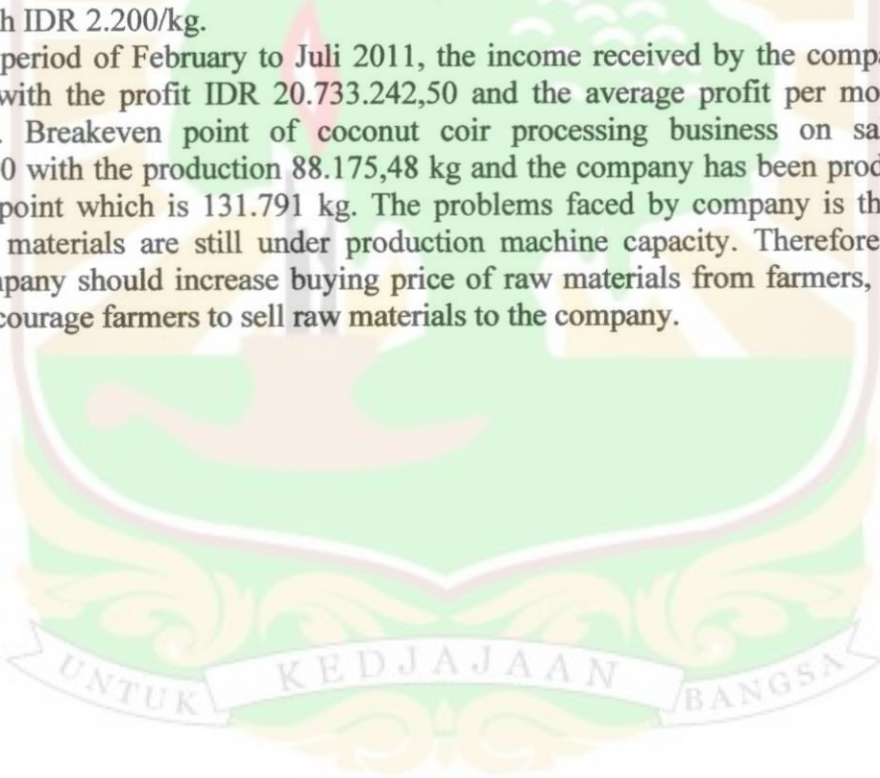 h IDR 2.200/kg.
period of February to Juli 2011, the income received by the comp
with the profit IDR 20.733.242,50 and the average profit per mo
. Breakeven point of coconut coir processing business on sa
0 with the production 88.175,48 kg and the company has been prod
point which is 131.791 kg. The problems faced by company is th
materials are still under production machine capacity. Therefore
pany should increase buying price of raw materials from farmers,
courage farmers to sell raw materials to the company.
UNTUK KEDJAJAAN BANGSA